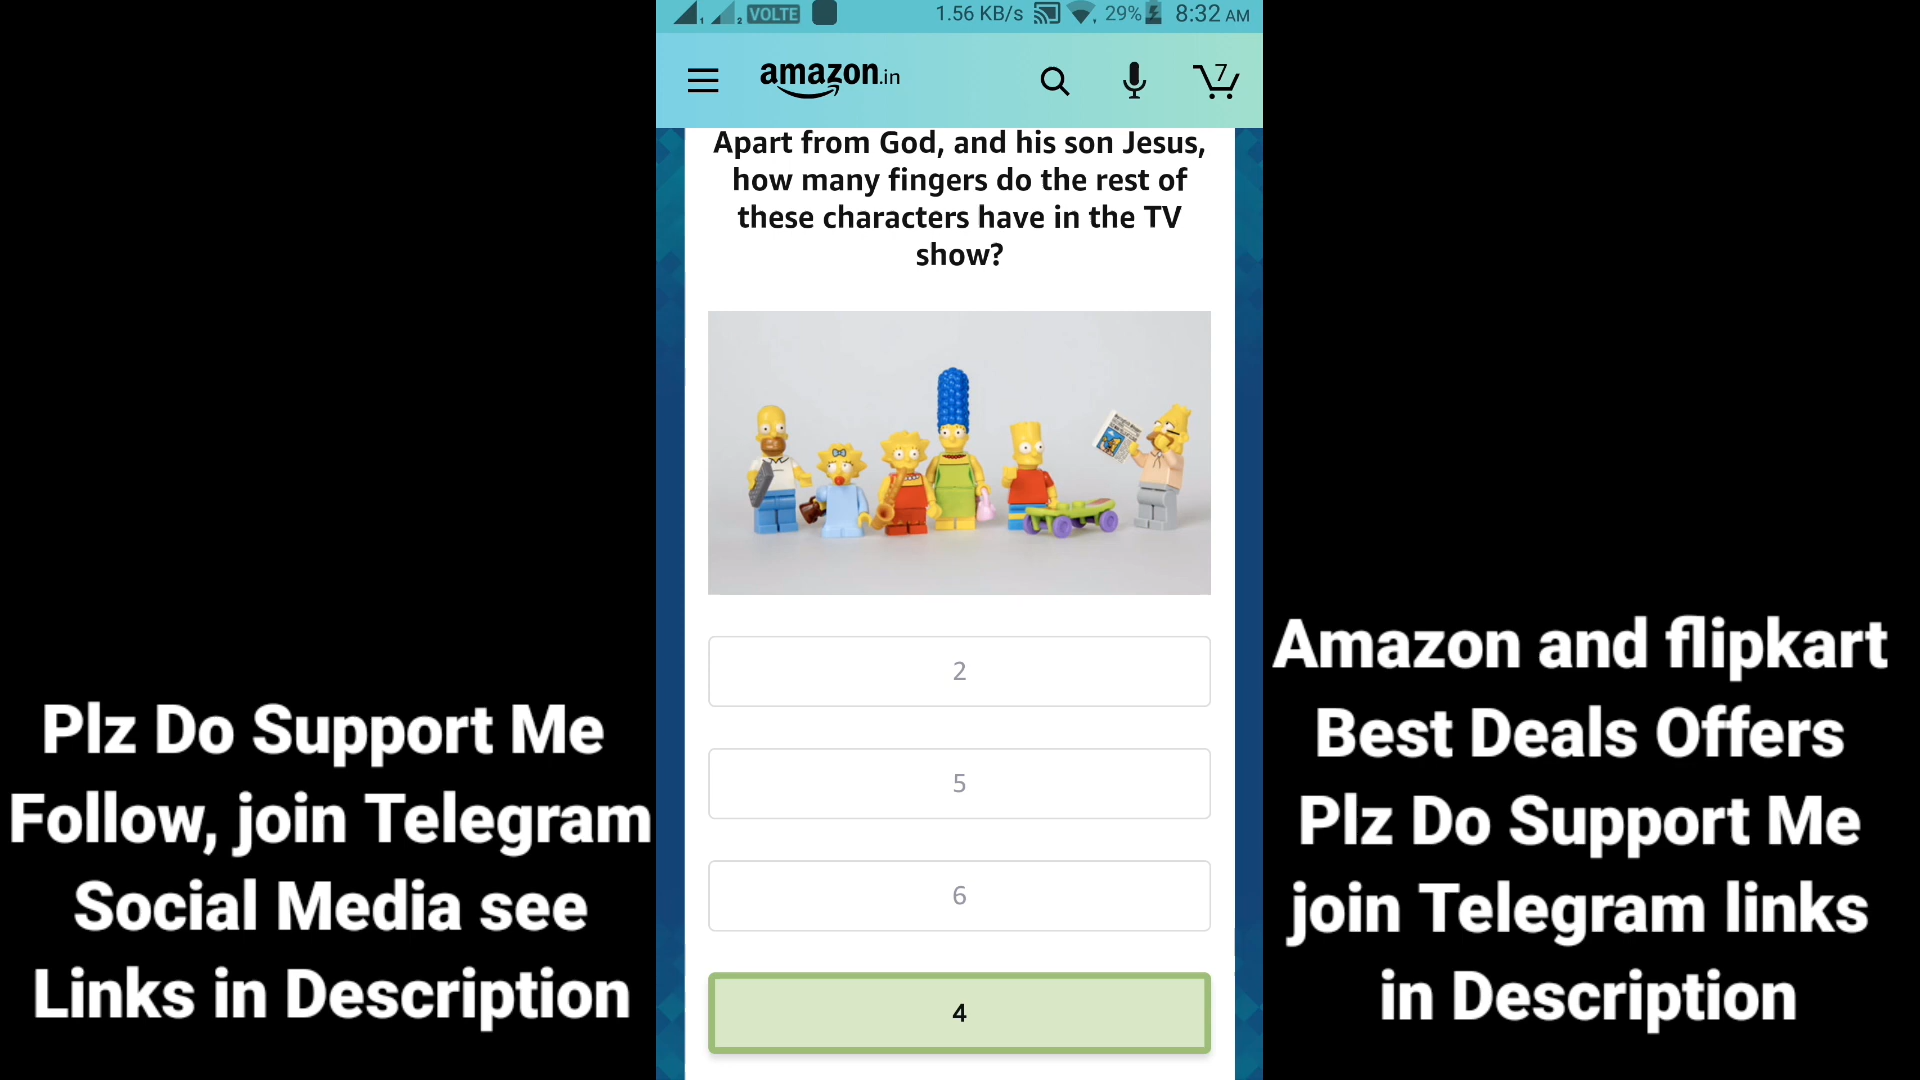 1 2 VOLTE 1.56 KB/s 29% 8:32 AM
amazon.in 7
Apart from God, and his son Jesus,
how many fingers do the rest of
these characters have in the TV
show?
2
5
6
4
Plz Do Support Me
Follow, join Telegram
Social Media see
Links in Description
Amazon and flipkart
Best Deals Offers
Plz Do Support Me
join Telegram links
in Description